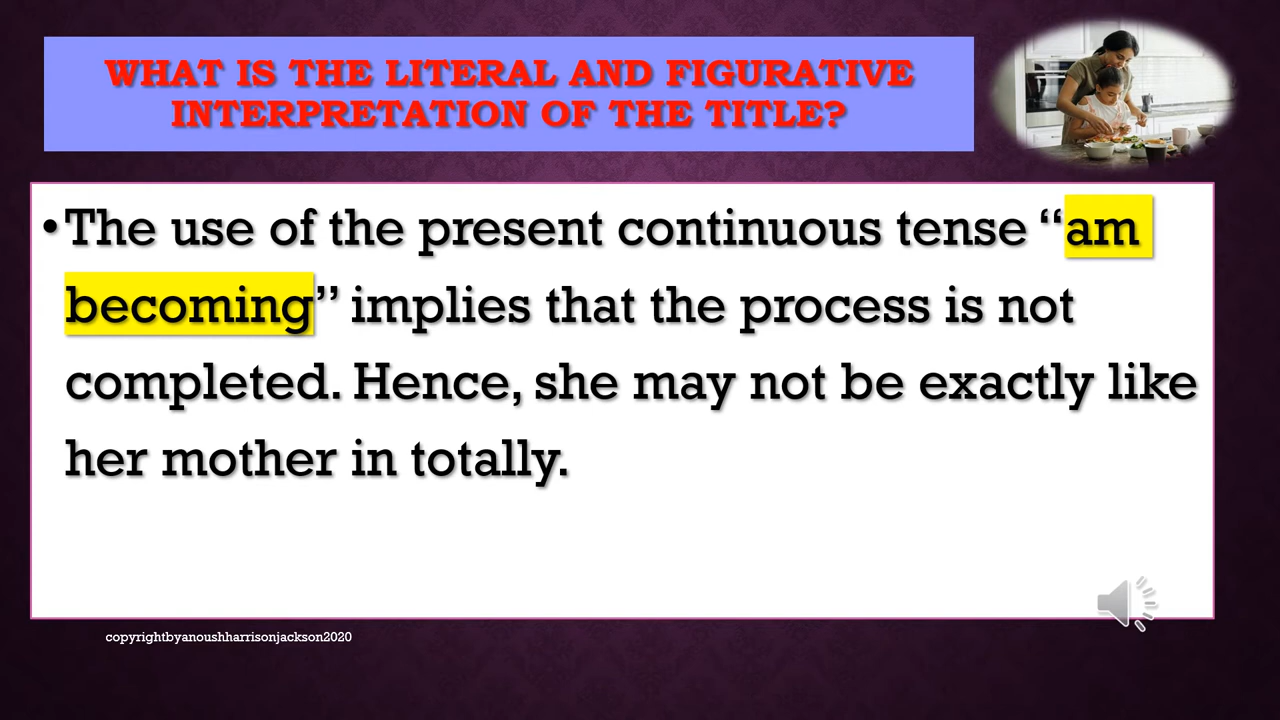 WHAT IS THE LITERAL AND FIGURATIVE
INTERPRETATION OF THE TITLE?
•The use of the present continuous tense “am
becoming” implies that the process is not
completed. Hence, she may not be exactly like
her mother in totally.
copyrightbyanoushharrisonjackson2020